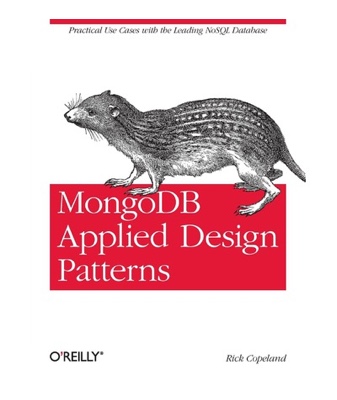 Practical Use Cases with the Leading NoSQL Database
MongoDB
Applied Design
Patterns
O'REILLY®
Rick Copeland